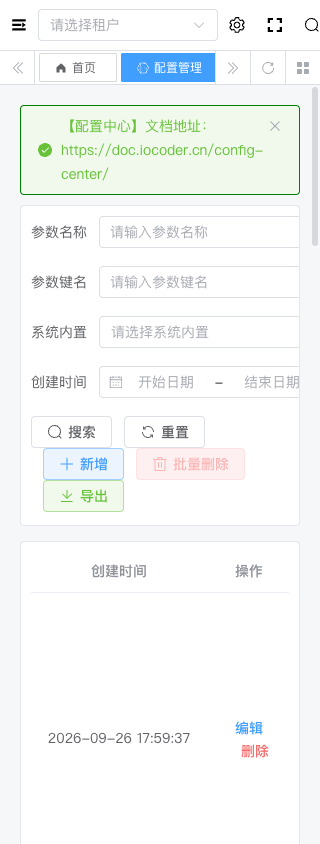 请选择租户
首页
配置管理
【配置中心】文档地址：
https://doc.iocoder.cn/config-
center/
参数名称
请输入参数名称
参数键名
请输入参数键名
系统内置
请选择系统内置
创建时间
开始日期 - 结束日期
搜索
重置
新增
批量删除
导出
创建时间
操作
2026-09-26 17:59:37
编辑
删除